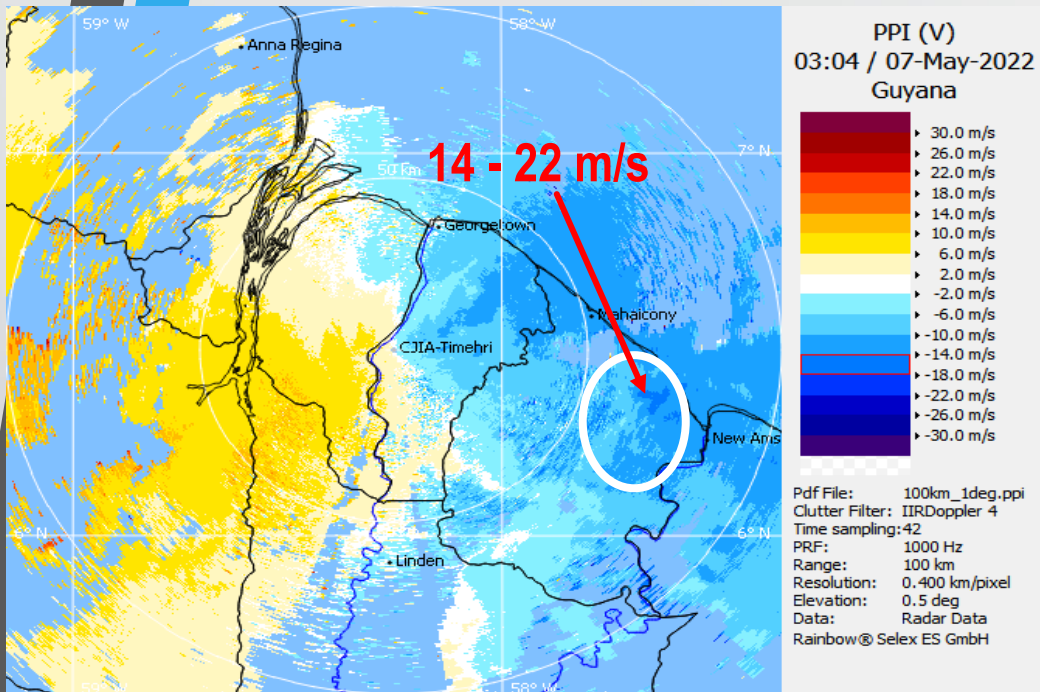 59° W
58° W
Anna Regina
7° N
50 km
14 - 22 m/s
Georgetown
Mahaicony
CJIA-Timehri
New Ams
6° N
6° N
Linden
59° W
58° W
PPI (V)
03:04 / 07-May-2022
Guyana
30.0 m/s
26.0 m/s
22.0 m/s
18.0 m/s
14.0 m/s
10.0 m/s
6.0 m/s
2.0 m/s
-2.0 m/s
-6.0 m/s
-10.0 m/s
-14.0 m/s
-18.0 m/s
-22.0 m/s
-26.0 m/s
-30.0 m/s
Pdf File: 100km_1deg.ppi
Clutter Filter: IIRDoppler 4
Time sampling:42
PRF: 1000 Hz
Range: 100 km
Resolution: 0.400 km/pixel
Elevation: 0.5 deg
Data: Radar Data
Rainbow® Selex ES GmbH